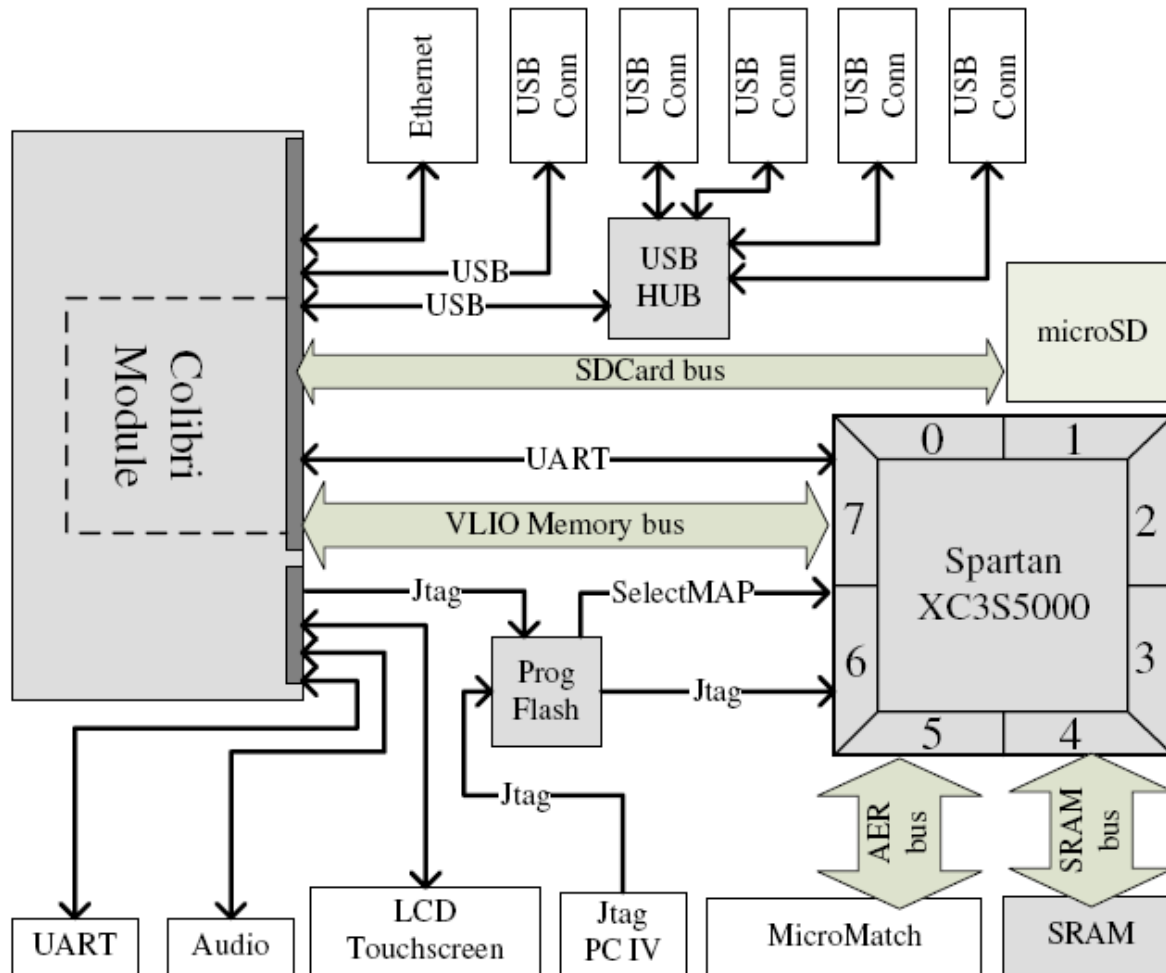 Ethernet
USB
Conn
USB
Conn
USB
Conn
USB
Conn
USB
Conn
USB
USB
USB
HUB
microSD
SDCard bus
Colibri
Module
0
1
UART
7
2
VLIO Memory bus
Spartan
XC3S5000
Jtag
SelectMAP
6
3
Prog
Flash
Jtag
5
4
Jtag
AER
bus
SRAM
bus
UART
Audio
LCD
Touchscreen
Jtag
PC IV
MicroMatch
SRAM